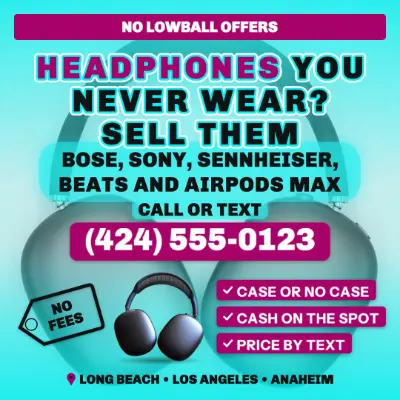 NO LOWBALL OFFERS
HEADPHONES YOU
NEVER WEAR?
SELL THEM
BOSE, SONY, SENNHEISER,
BEATS AND AIRPODS MAX
CALL OR TEXT
(424) 555-0123
NO
FEES
✓ CASE OR NO CASE
✓ CASH ON THE SPOT
✓ PRICE BY TEXT
LONG BEACH • LOS ANGELES • ANAHEIM